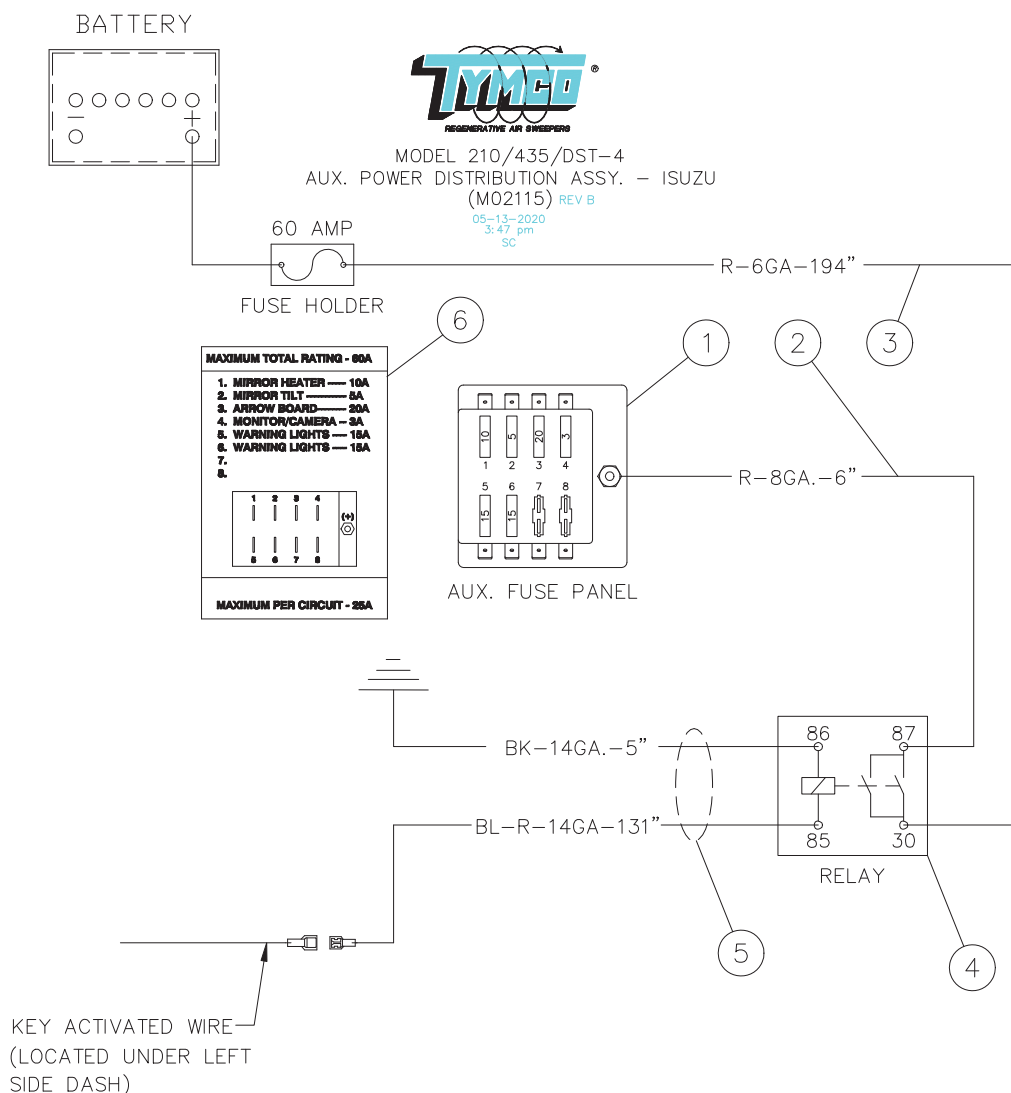 BATTERY
− +
TYMCO ®
REGENERATIVE AIR SWEEPERS
MODEL 210/435/DST-4
AUX. POWER DISTRIBUTION ASSY. - ISUZU
(M02115) REV B
05-13-2020
3:47 pm
SC
60 AMP
FUSE HOLDER
R-6GA-194"
6
1
2
3
MAXIMUM TOTAL RATING - 60A
1. MIRROR HEATER ---- 10A
2. MIRROR TILT --------- 5A
3. ARROW BOARD------- 20A
4. MONITOR/CAMERA - 3A
5. WARNING LIGHTS --- 15A
6. WARNING LIGHTS --- 15A
7.
8.
1 2 3 4
(+)
5 6 7 8
MAXIMUM PER CIRCUIT - 25A
10 5 20 3
1 2 3 4
5 6 7 8
15 15
AUX. FUSE PANEL
R-8GA.-6"
BK-14GA.-5"
BL-R-14GA-131"
86 87
85 30
RELAY
5
4
KEY ACTIVATED WIRE
(LOCATED UNDER LEFT
SIDE DASH)